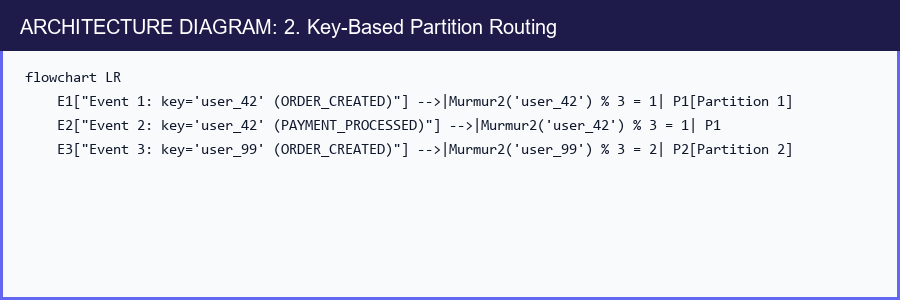 ARCHITECTURE DIAGRAM: 2. Key-Based Partition Routing
flowchart LR
E1["Event 1: key='user_42' (ORDER_CREATED)"] -->|Murmur2('user_42') % 3 = 1| P1[Partition 1]
E2["Event 2: key='user_42' (PAYMENT_PROCESSED)"] -->|Murmur2('user_42') % 3 = 1| P1
E3["Event 3: key='user_99' (ORDER_CREATED)"] -->|Murmur2('user_99') % 3 = 2| P2[Partition 2]